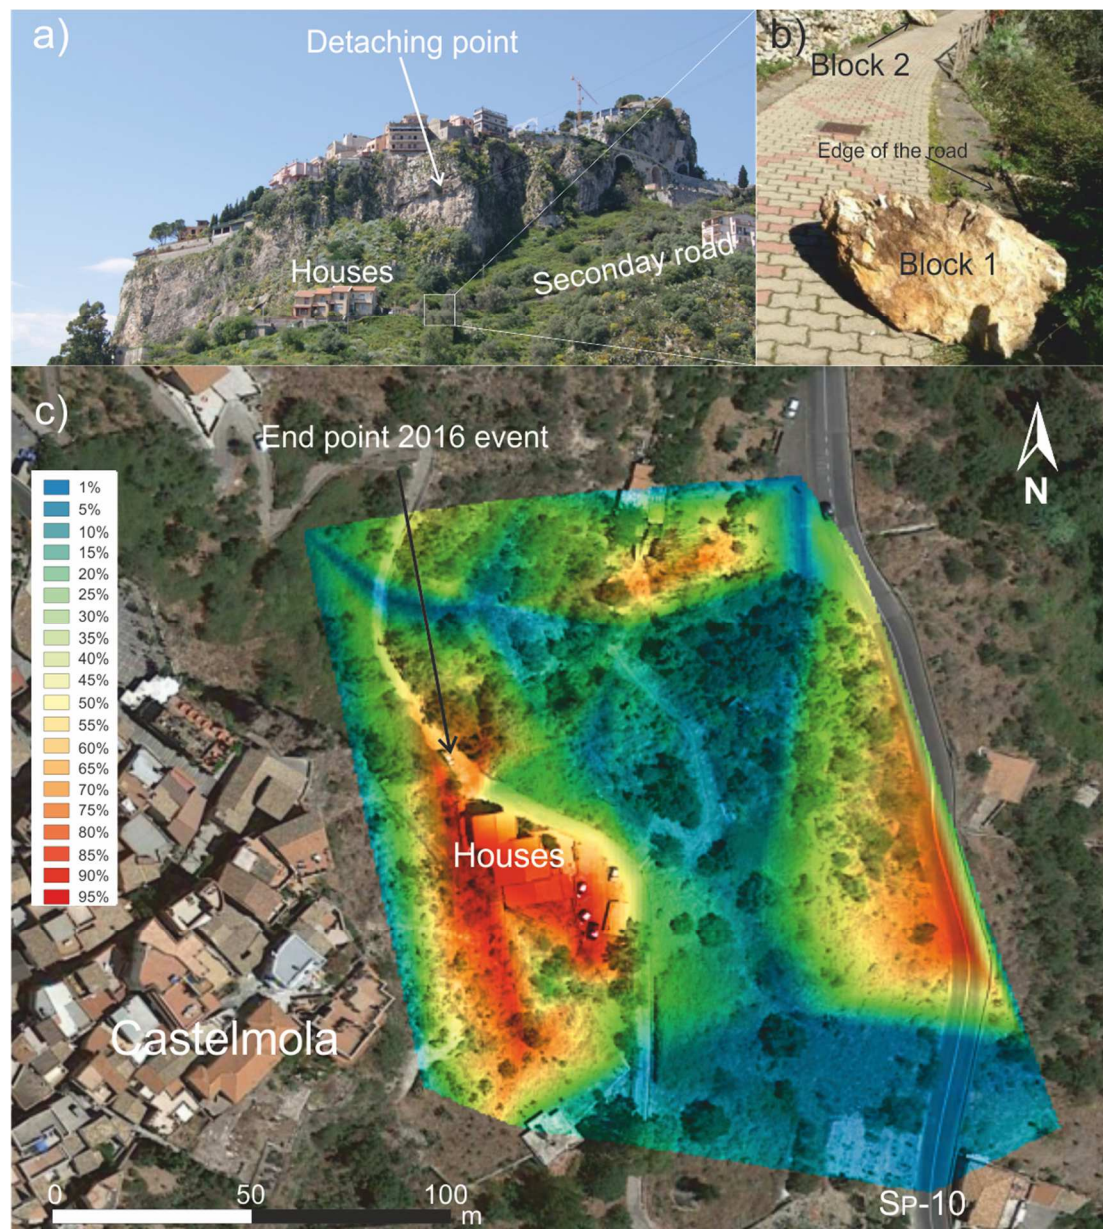 a)
Detaching point
Houses
Seconday road
b)
Block 2
Edge of the road
Block 1
c)
End point 2016 event
N
1%
5%
10%
15%
20%
25%
30%
35%
40%
45%
50%
55%
60%
65%
70%
75%
80%
85%
90%
95%
Houses
Castelmola
0 50 100
m
SP-10